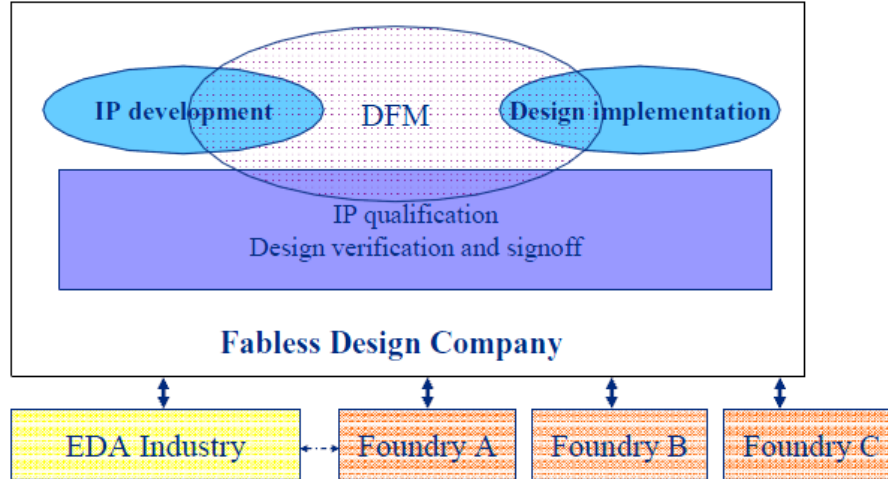 IP development
DFM
Design implementation
IP qualification
Design verification and signoff
Fabless Design Company
EDA Industry
Foundry A
Foundry B
Foundry C